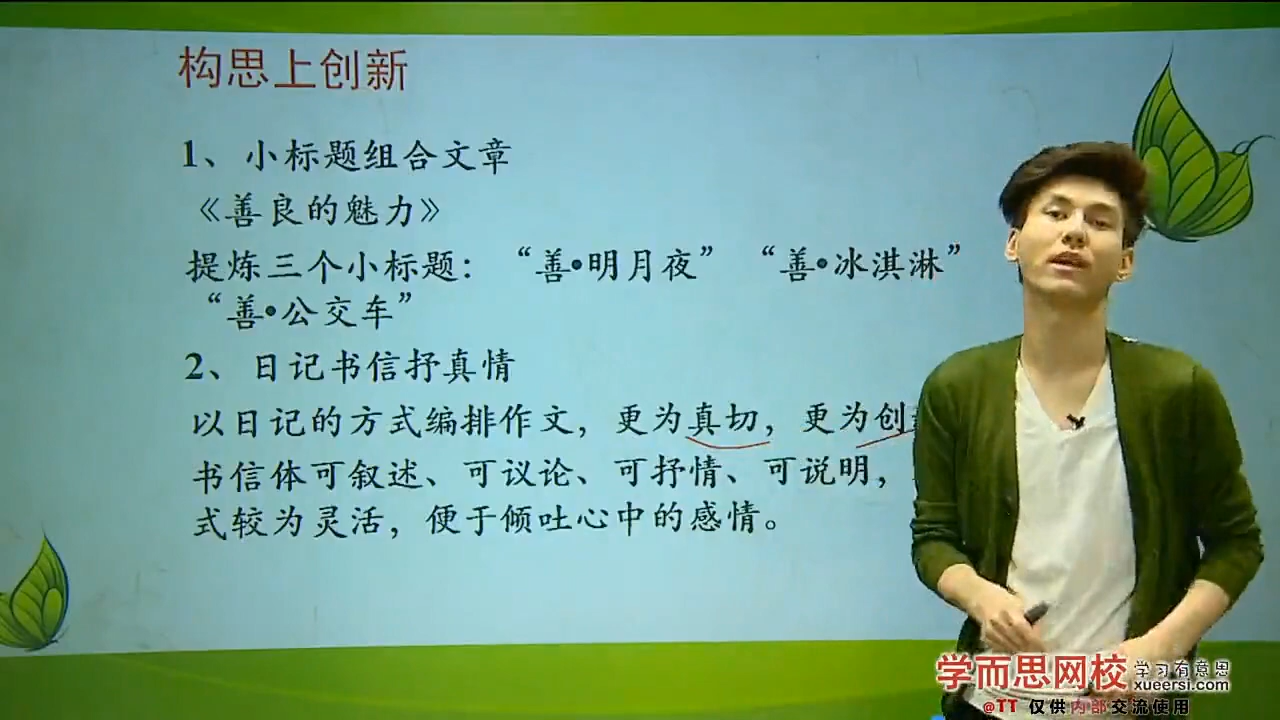 构思上创新
1、小标题组合文章
《善良的魅力》
提炼三个小标题：“善•明月夜” “善•冰淇淋”
“善•公交车”
2、日记书信抒真情
以日记的方式编排作文，更为真切，更为创
书信体可叙述、可议论、可抒情、可说明，
式较为灵活，便于倾吐心中的感情。
学而思网校 学习有意思
xueersi.com
@TT 仅供内部交流使用